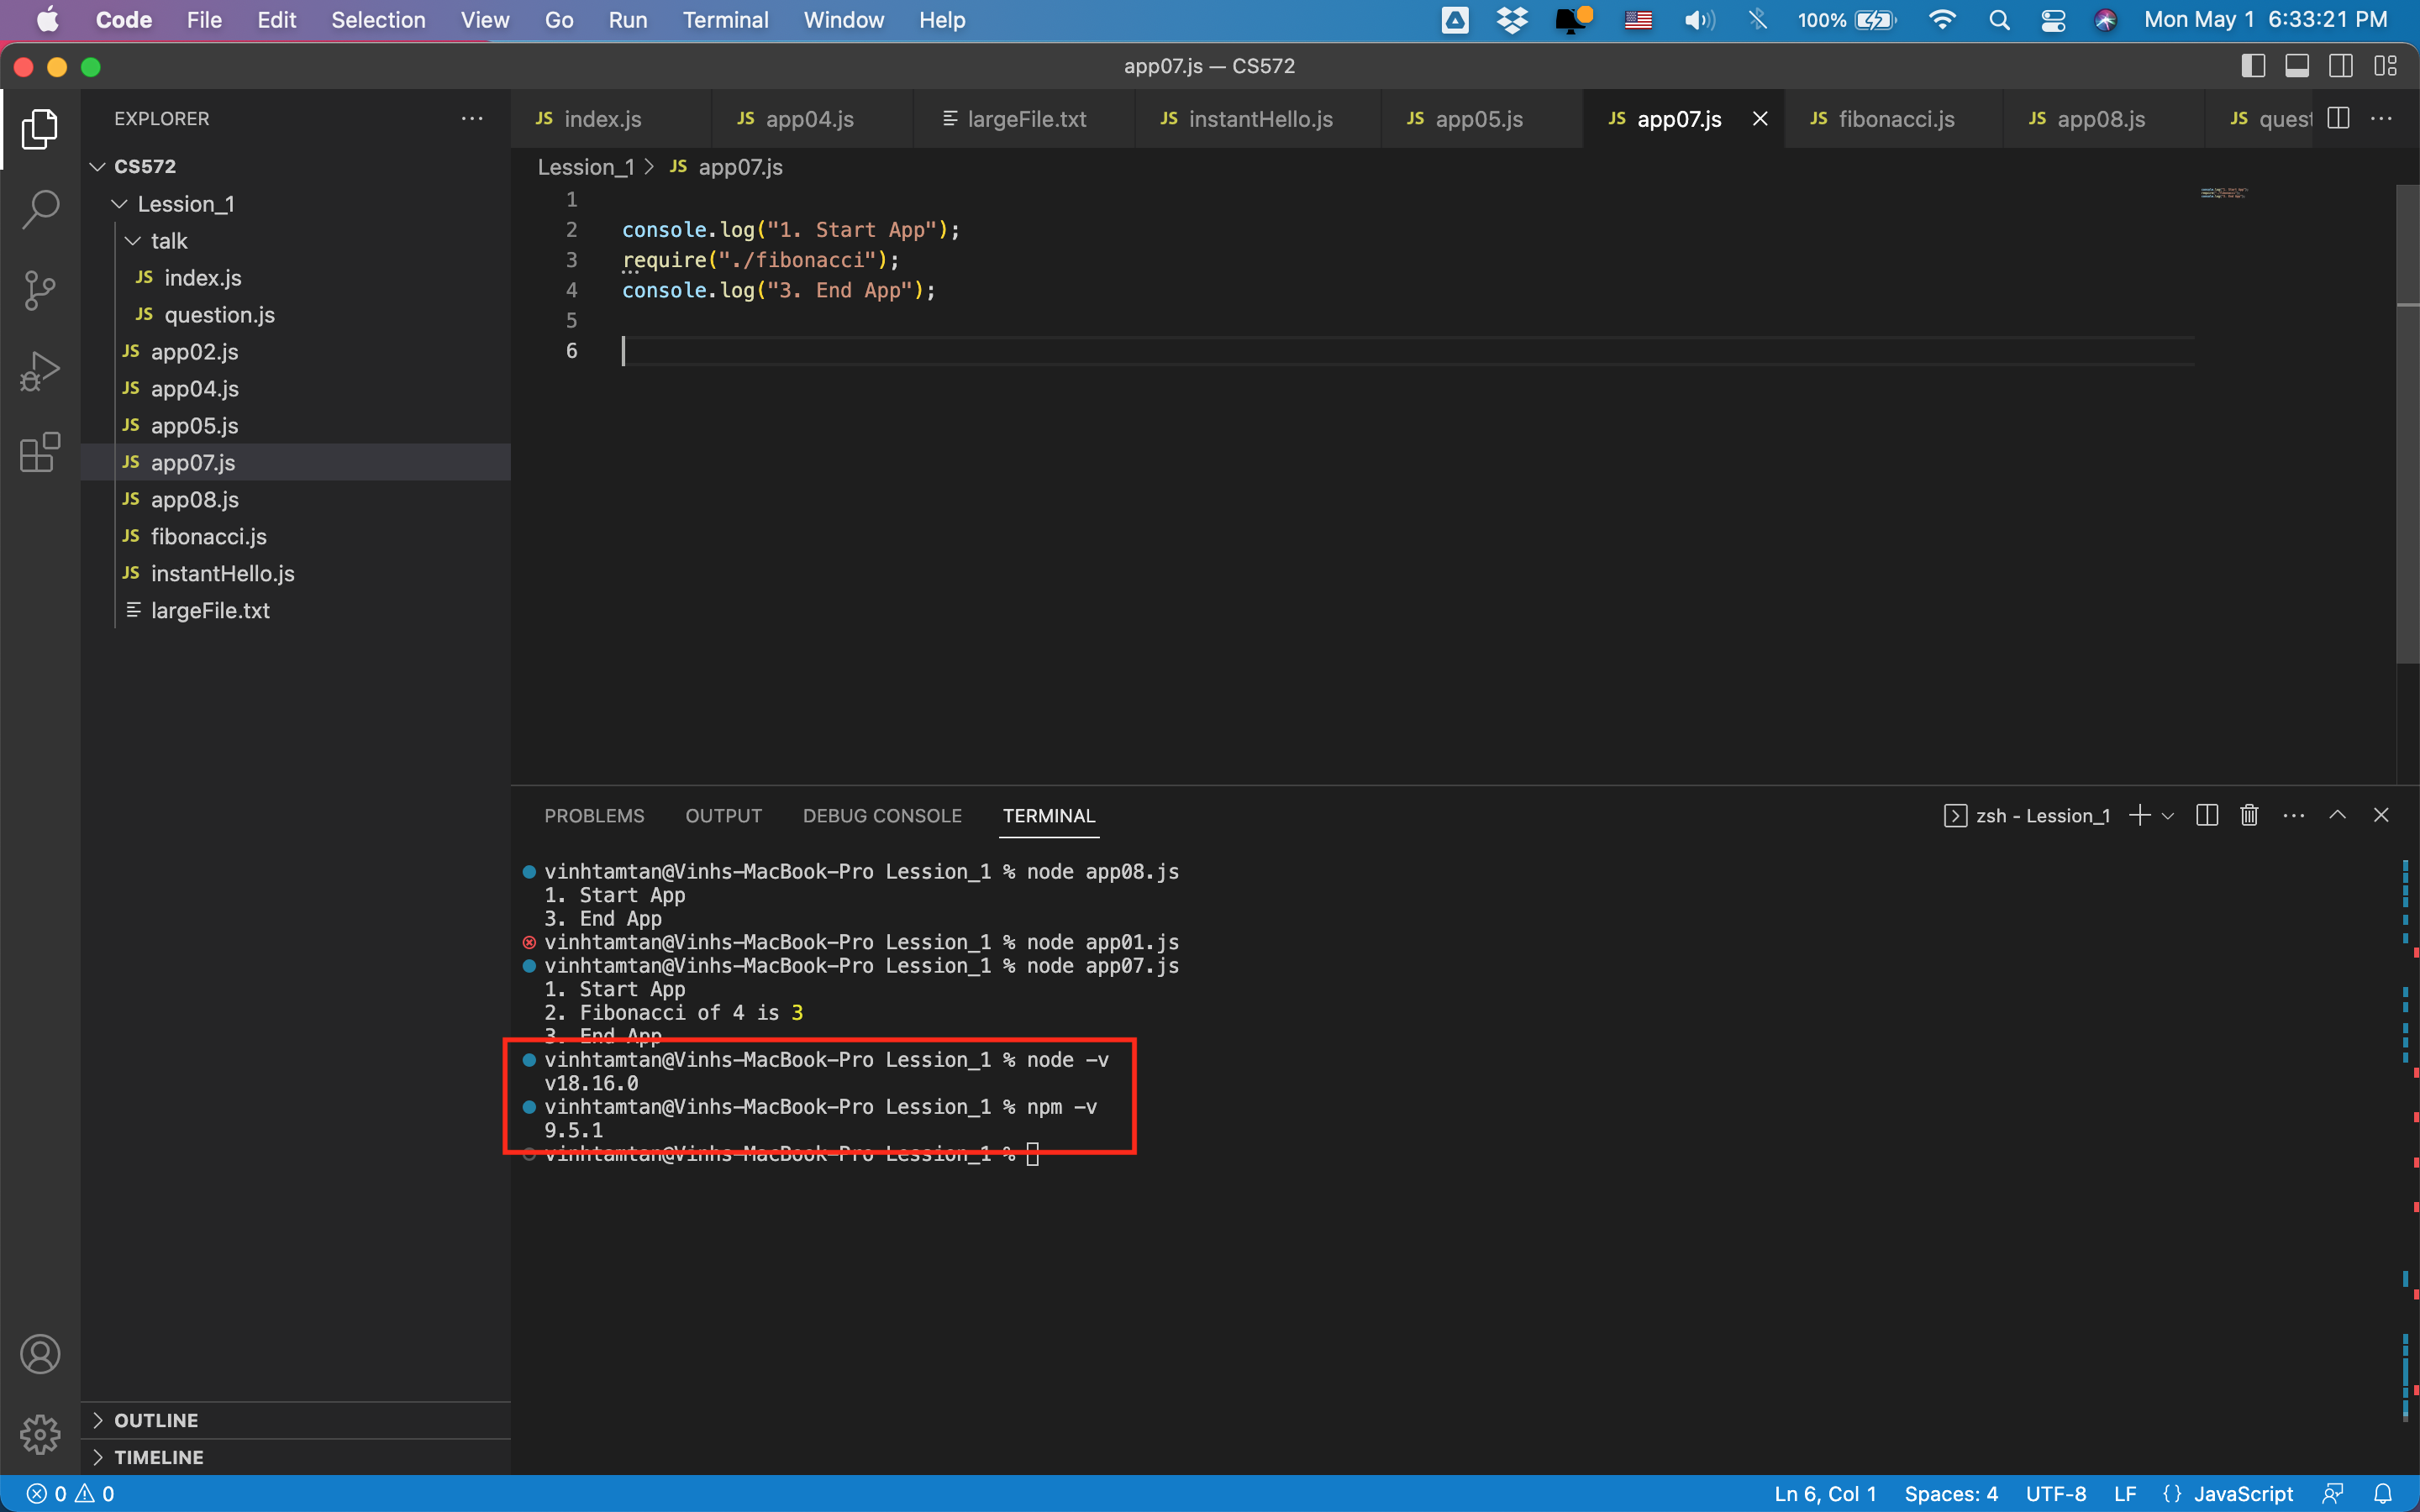 Code File Edit Selection View Go Run Terminal Window Help 100% Mon May 1 6:33:21 PM
app07.js — CS572
EXPLORER
JS index.js JS app04.js largeFile.txt JS instantHello.js JS app05.js JS app07.js JS fibonacci.js JS app08.js JS quest
CS572
Lession_1
talk
JS index.js
JS question.js
JS app02.js
JS app04.js
JS app05.js
JS app07.js
JS app08.js
JS fibonacci.js
JS instantHello.js
largeFile.txt
Lession_1 > JS app07.js
1
2 console.log("1. Start App");
3 require("./fibonacci");
4 console.log("3. End App");
5
6
PROBLEMS OUTPUT DEBUG CONSOLE TERMINAL
zsh - Lession_1
vinhtamtan@Vinhs-MacBook-Pro Lession_1 % node app08.js
1. Start App
3. End App
vinhtamtan@Vinhs-MacBook-Pro Lession_1 % node app01.js
vinhtamtan@Vinhs-MacBook-Pro Lession_1 % node app07.js
1. Start App
2. Fibonacci of 4 is 3
3. End App
vinhtamtan@Vinhs-MacBook-Pro Lession_1 % node -v
v18.16.0
vinhtamtan@Vinhs-MacBook-Pro Lession_1 % npm -v
9.5.1
vinhtamtan@Vinhs-MacBook-Pro Lession_1 %
OUTLINE
TIMELINE
0 0
Ln 6, Col 1 Spaces: 4 UTF-8 LF {} JavaScript